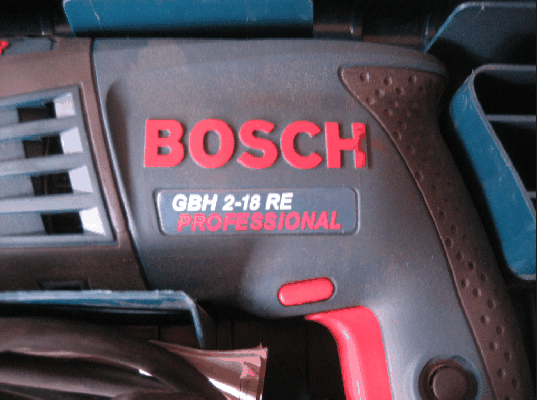 BOSCH
GBH 2-18 RE
PROFESSIONAL